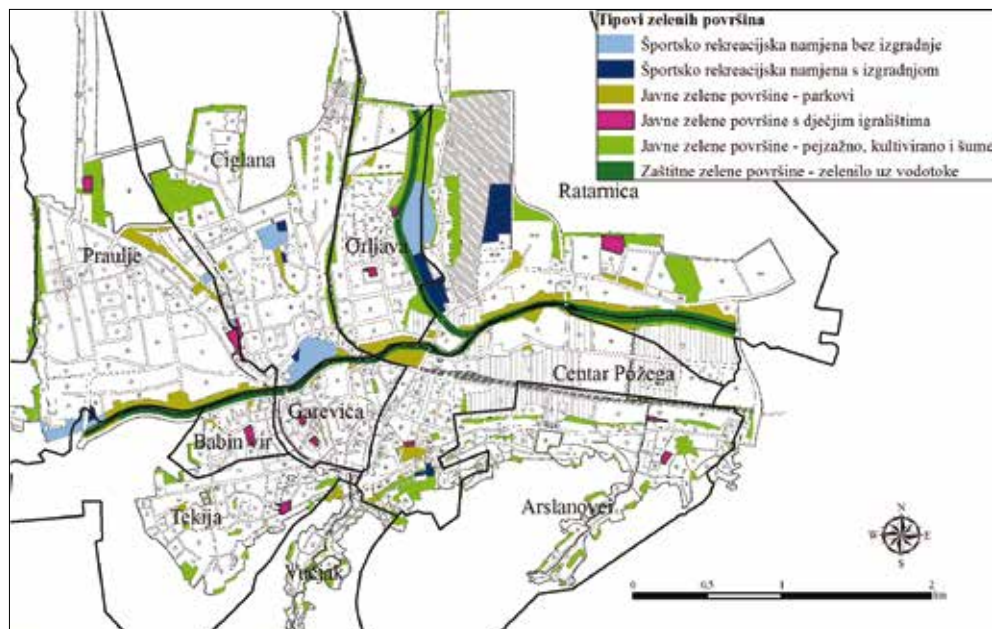 Tipovi zelenih površina
Športsko rekreacijska namjena bez izgradnje
Športsko rekreacijska namjena s izgradnjom
Javne zelene površine - parkovi
Javne zelene površine s dječjim igralištima
Javne zelene površine - pejzažno, kultivirano i šume
Zaštitne zelene površine - zelenilo uz vodotoke
Ciglana
Ratarnica
Praulje
Orljava
Centar Požega
Garevica
Babin vir
Tekija
Arslanovci
Vučjak
N
W E
S
0 0,5 1 2
km